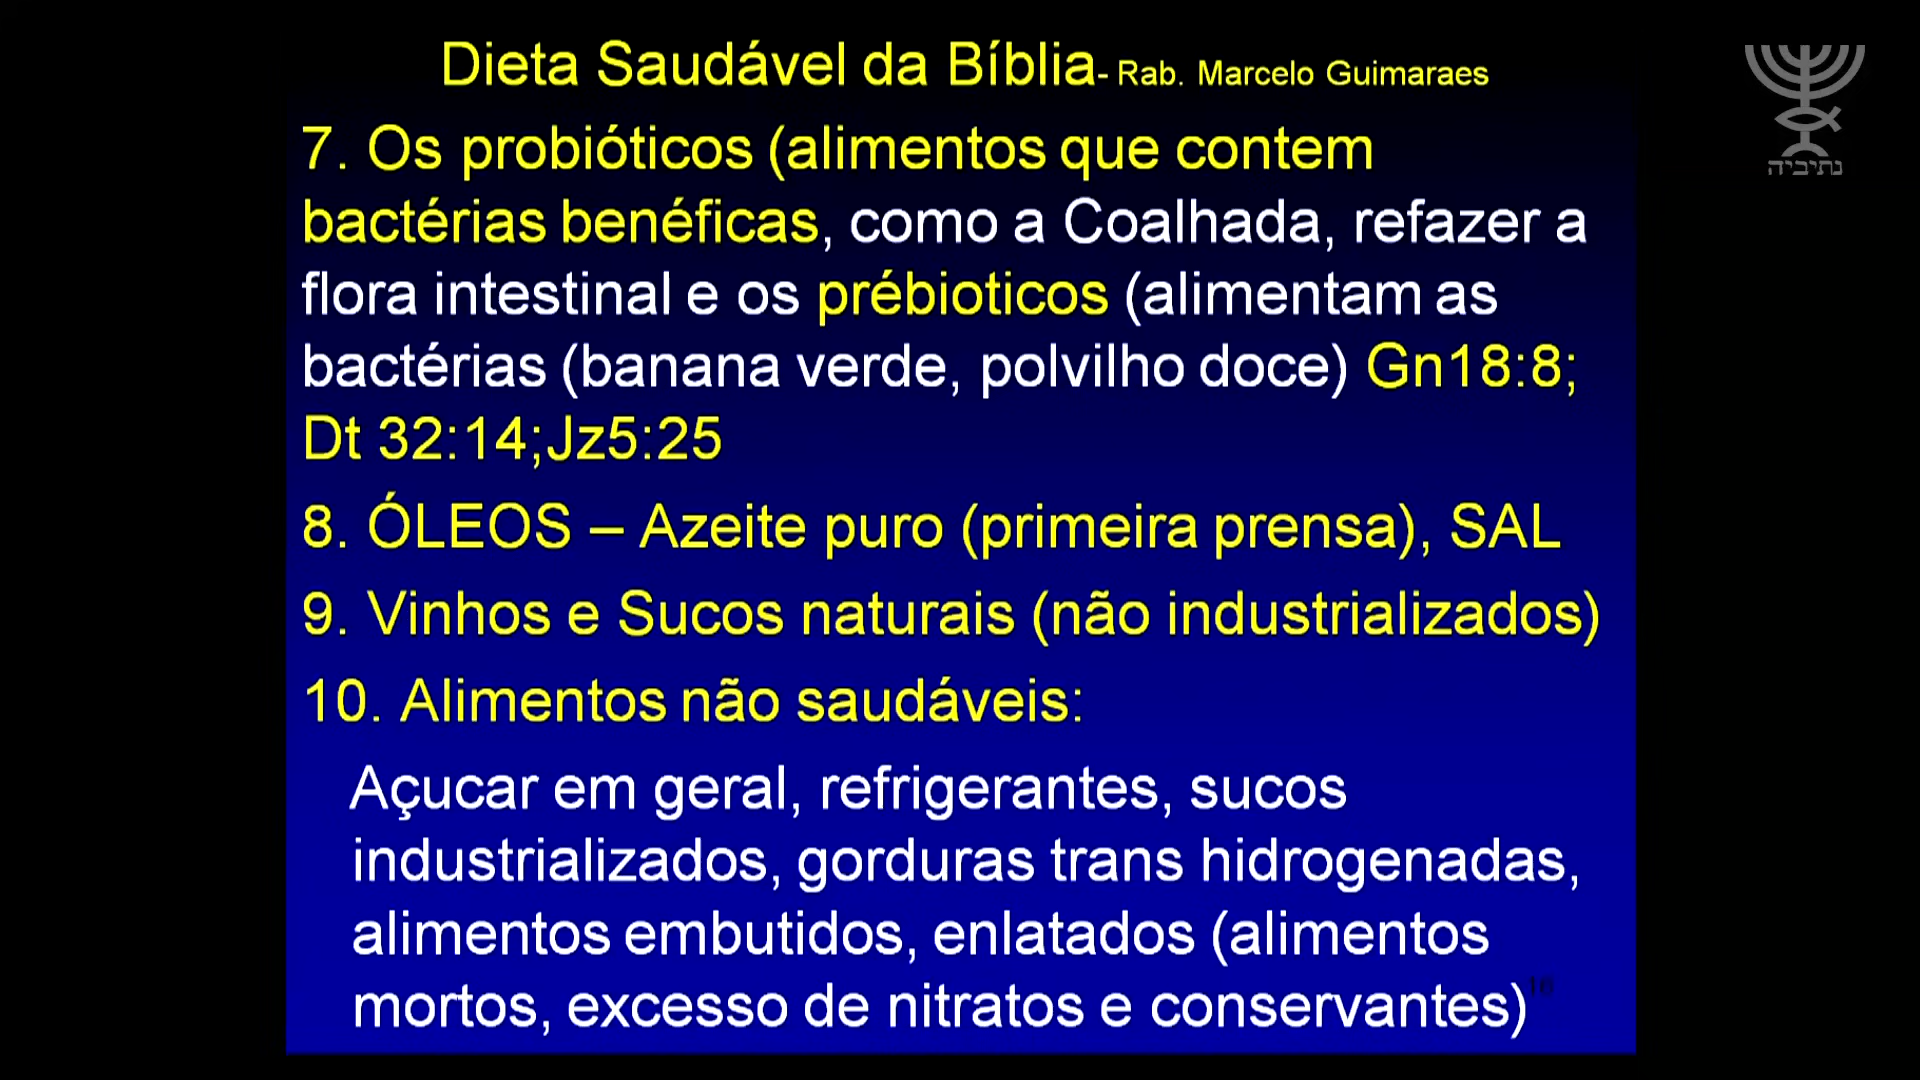 Dieta Saudável da Bíblia- Rab. Marcelo Guimaraes
נתיביה
7. Os probióticos (alimentos que contem
bactérias benéficas, como a Coalhada, refazer a
flora intestinal e os prébioticos (alimentam as
bactérias (banana verde, polvilho doce) Gn18:8;
Dt 32:14;Jz5:25
8. ÓLEOS – Azeite puro (primeira prensa), SAL
9. Vinhos e Sucos naturais (não industrializados)
10. Alimentos não saudáveis:
Açucar em geral, refrigerantes, sucos
industrializados, gorduras trans hidrogenadas,
alimentos embutidos, enlatados (alimentos
mortos, excesso de nitratos e conservantes)
16